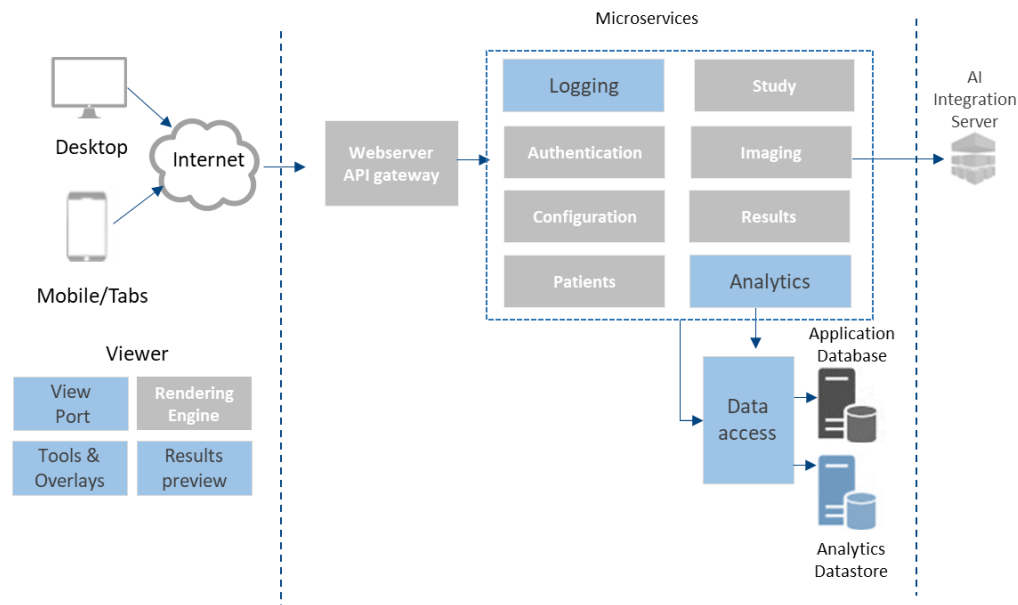 Microservices
Desktop
Internet
Mobile/Tabs
Viewer
View
Port
Rendering
Engine
Tools &
Overlays
Results
preview
Webserver
API gateway
Logging
Study
Authentication
Imaging
Configuration
Results
Patients
Analytics
Data
access
Application
Database
Analytics
Datastore
AI
Integration
Server